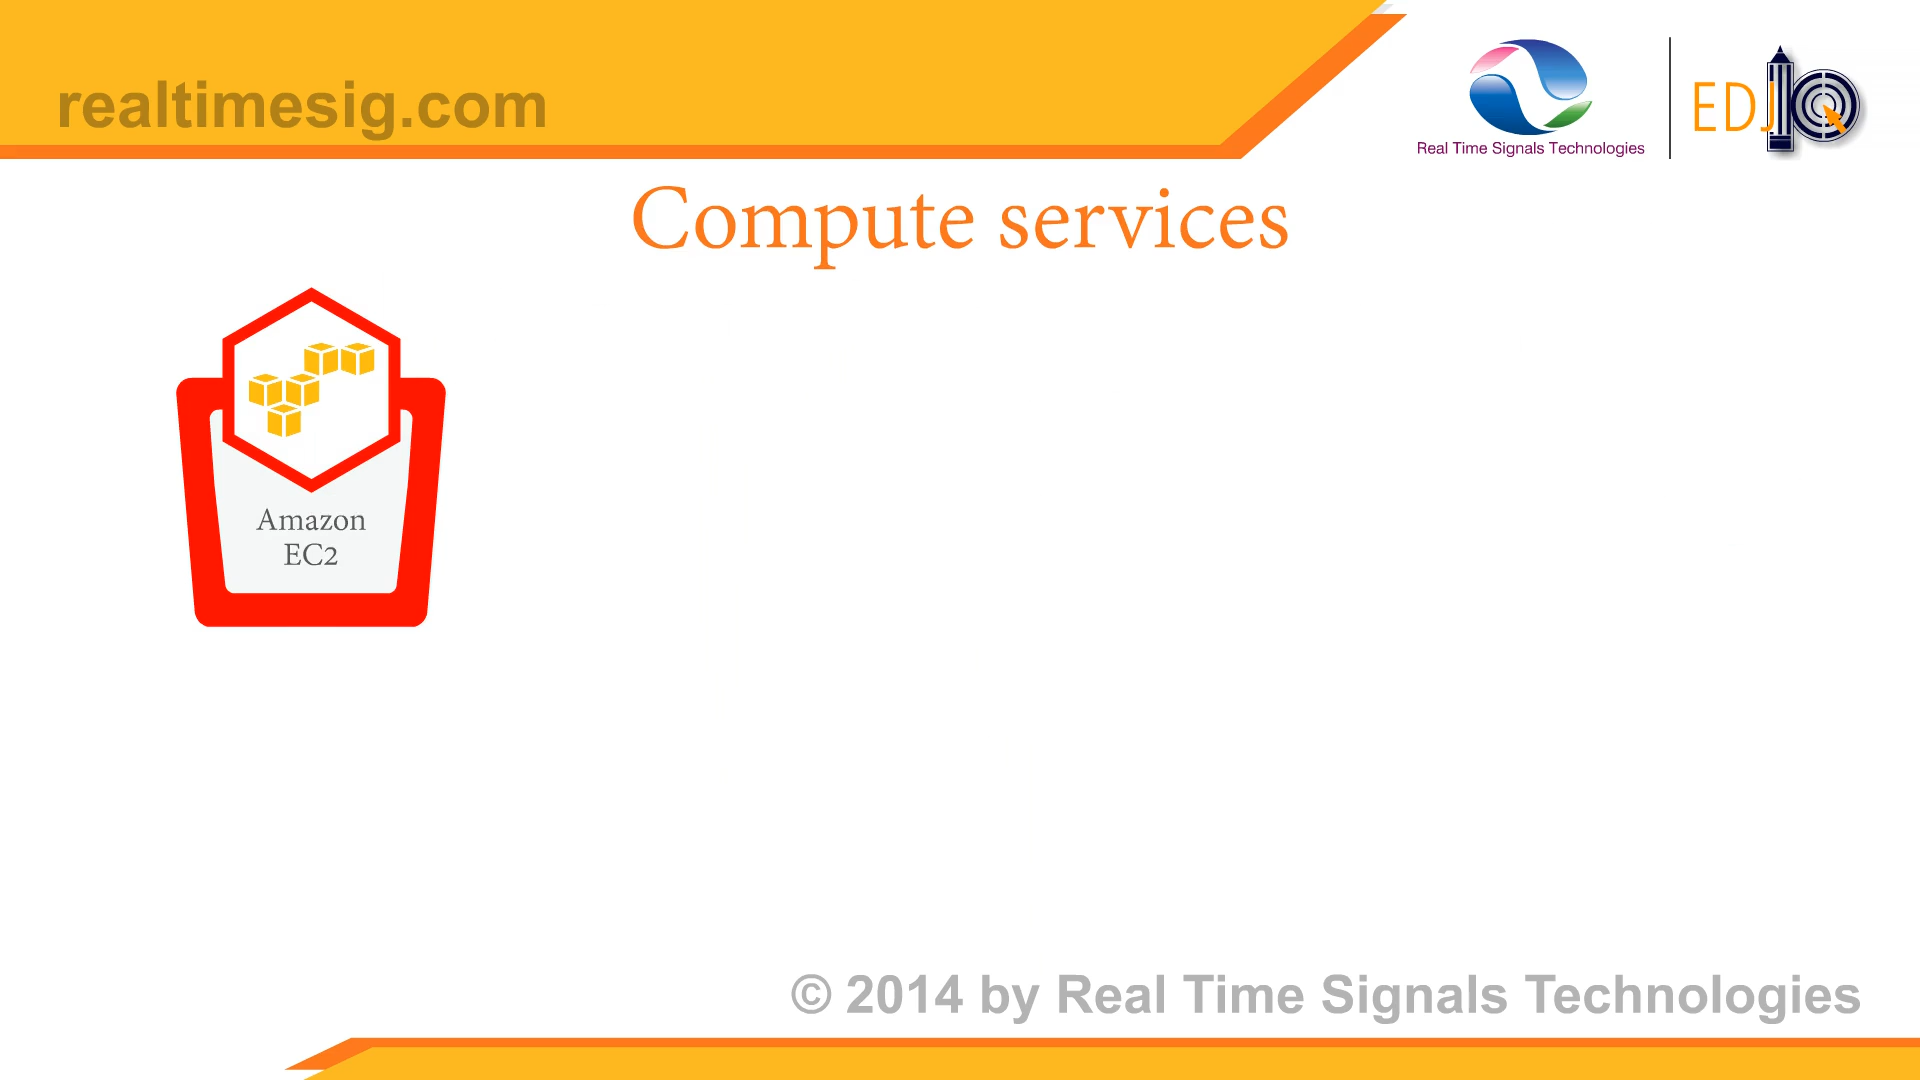 realtimesig.com
Real Time Signals Technologies
EDJ
Compute services
Amazon
EC2
© 2014 by Real Time Signals Technologies